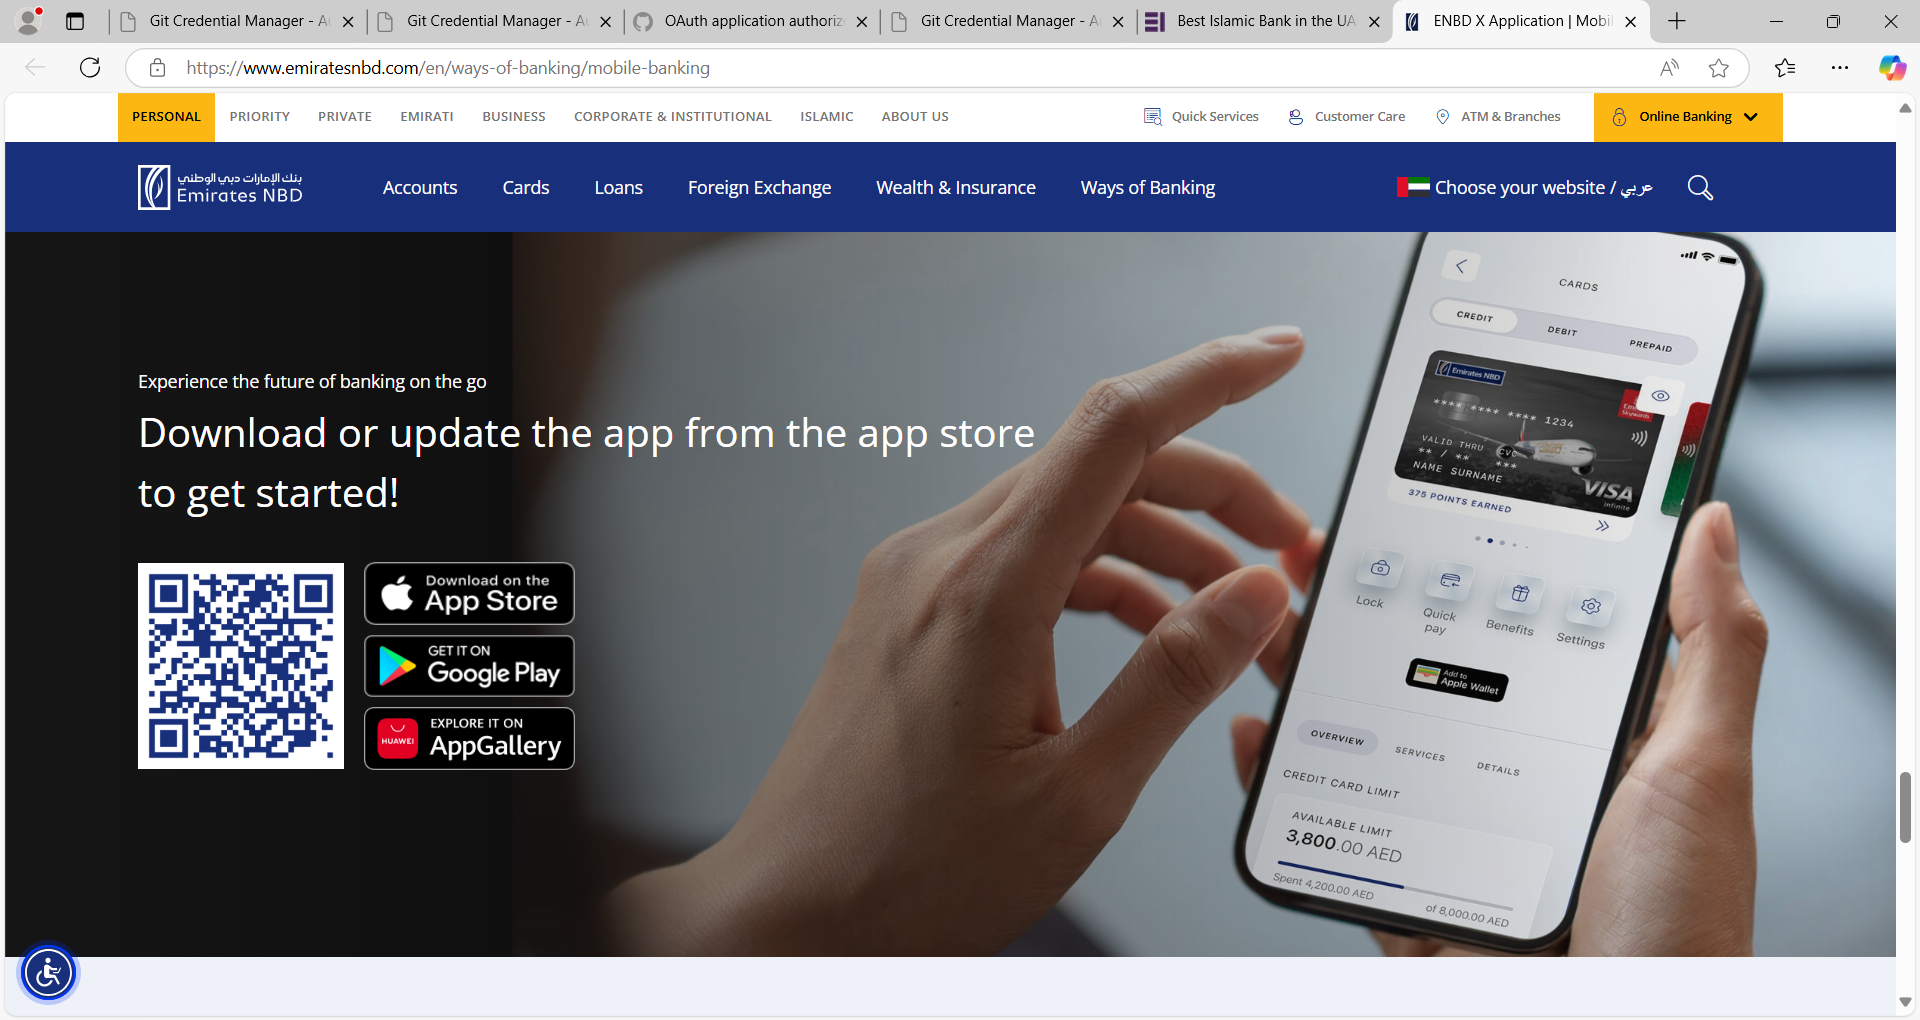 Git Credential Manager - A
Git Credential Manager - A
OAuth application authoriz
Git Credential Manager - A
Best Islamic Bank in the UA
ENBD X Application | Mobil
https://www.emiratesnbd.com/en/ways-of-banking/mobile-banking
PERSONAL PRIORITY PRIVATE EMIRATI BUSINESS CORPORATE & INSTITUTIONAL ISLAMIC ABOUT US
Quick Services Customer Care ATM & Branches Online Banking
بنك الإمارات دبي الوطني
Emirates NBD
Accounts Cards Loans Foreign Exchange Wealth & Insurance Ways of Banking
Choose your website / عربي
Experience the future of banking on the go
Download or update the app from the app store
to get started!
Download on the
App Store
GET IT ON
Google Play
HUAWEI
EXPLORE IT ON
AppGallery
CARDS
CREDIT DEBIT PREPAID
Emirates NBD
**** **** **** 1234
VALID THRU CVC
** / ** ***
NAME SURNAME
VISA
Infinite
375 POINTS EARNED
Lock
Quick
pay
Benefits
Settings
Add to
Apple Wallet
OVERVIEW SERVICES DETAILS
CREDIT CARD LIMIT
AVAILABLE LIMIT
3,800.00 AED
Spent 4,200.00 AED
of 8,000.00 AED